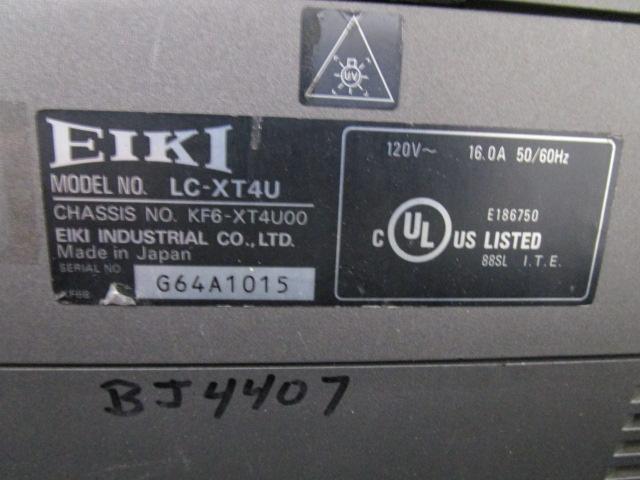 UV
EIKI
MODEL NO. LC-XT4U
CHASSIS NO. KF6-XT4U00
EIKI INDUSTRIAL CO., LTD.
Made in Japan
SERIAL NO. G64A1015
120V~ 16.0A 50/60Hz
E186750
C UL US LISTED
88SL I.T.E.
BJ4407